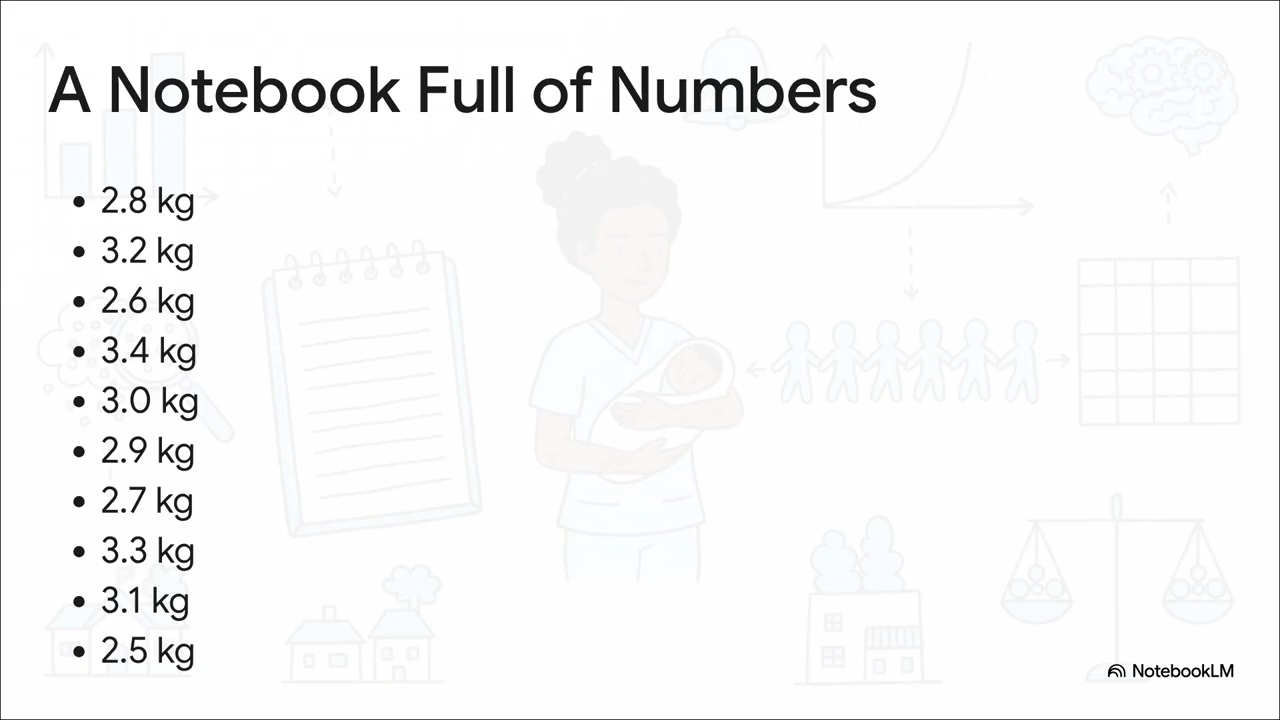 A Notebook Full of Numbers
• 2.8 kg
• 3.2 kg
• 2.6 kg
• 3.4 kg
• 3.0 kg
• 2.9 kg
• 2.7 kg
• 3.3 kg
• 3.1 kg
• 2.5 kg
NotebookLM